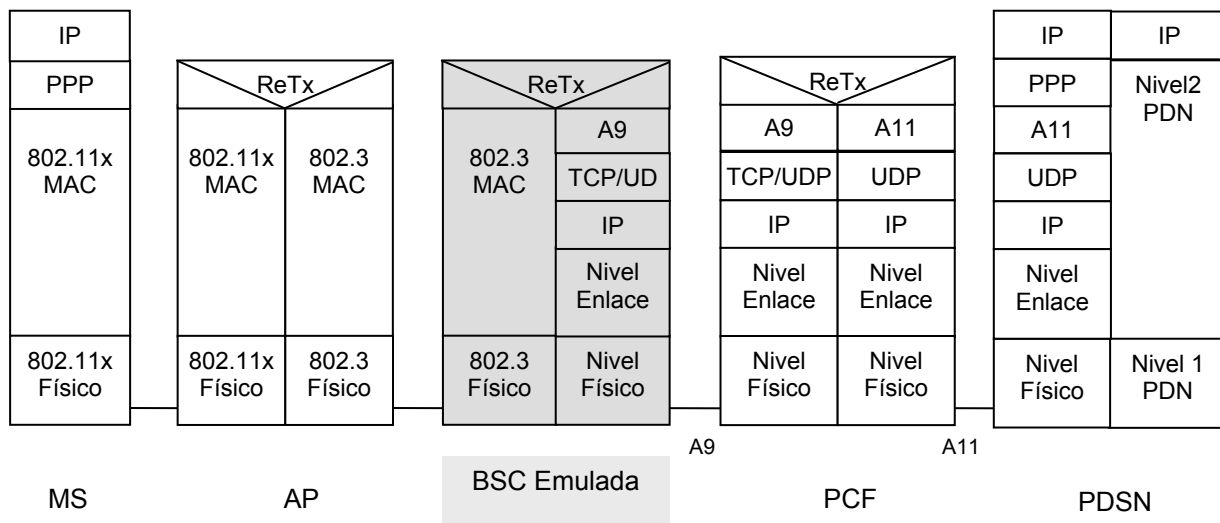 IP
PPP
802.11x
MAC
802.11x
Físico
MS
ReTx
802.11x
MAC
802.3
MAC
802.11x
Físico
802.3
Físico
AP
ReTx
802.3
MAC
A9
TCP/UD
IP
Nivel
Enlace
802.3
Físico
Nivel
Físico
BSC Emulada
A9
ReTx
A9
A11
TCP/UDP
UDP
IP
IP
Nivel
Enlace
Nivel
Enlace
Nivel
Físico
Nivel
Físico
PCF
A11
IP
IP
PPP
Nivel2
PDN
A11
UDP
IP
Nivel
Enlace
Nivel
Físico
Nivel 1
PDN
PDSN